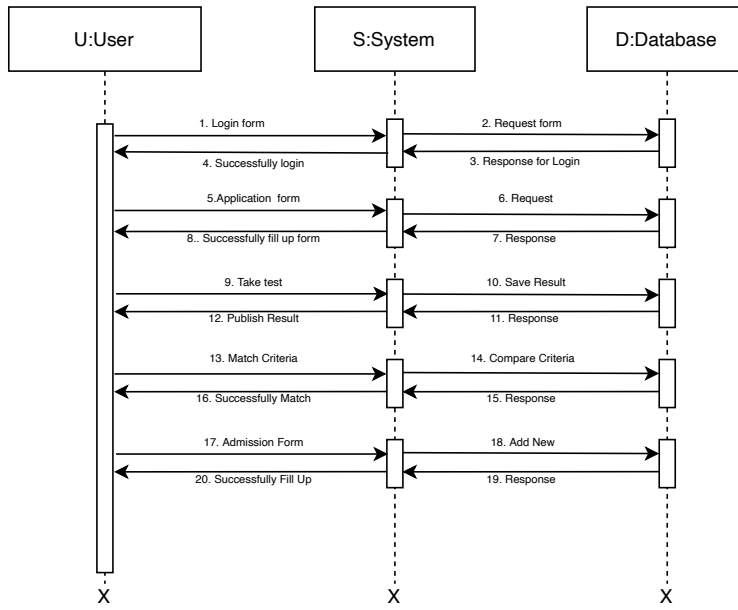 U:User
S:System
D:Database
1. Login form
2. Request form
4. Successfully login
3. Response for Login
5.Application  form
6. Request
8.. Successfully fill up form
7. Response
9. Take test
10. Save Result
12. Publish Result
11. Response
13. Match Criteria
14. Compare Criteria
16. Successfully Match
15. Response
17. Admission Form
18. Add New
20. Successfully Fill Up
19. Response
X
X
X